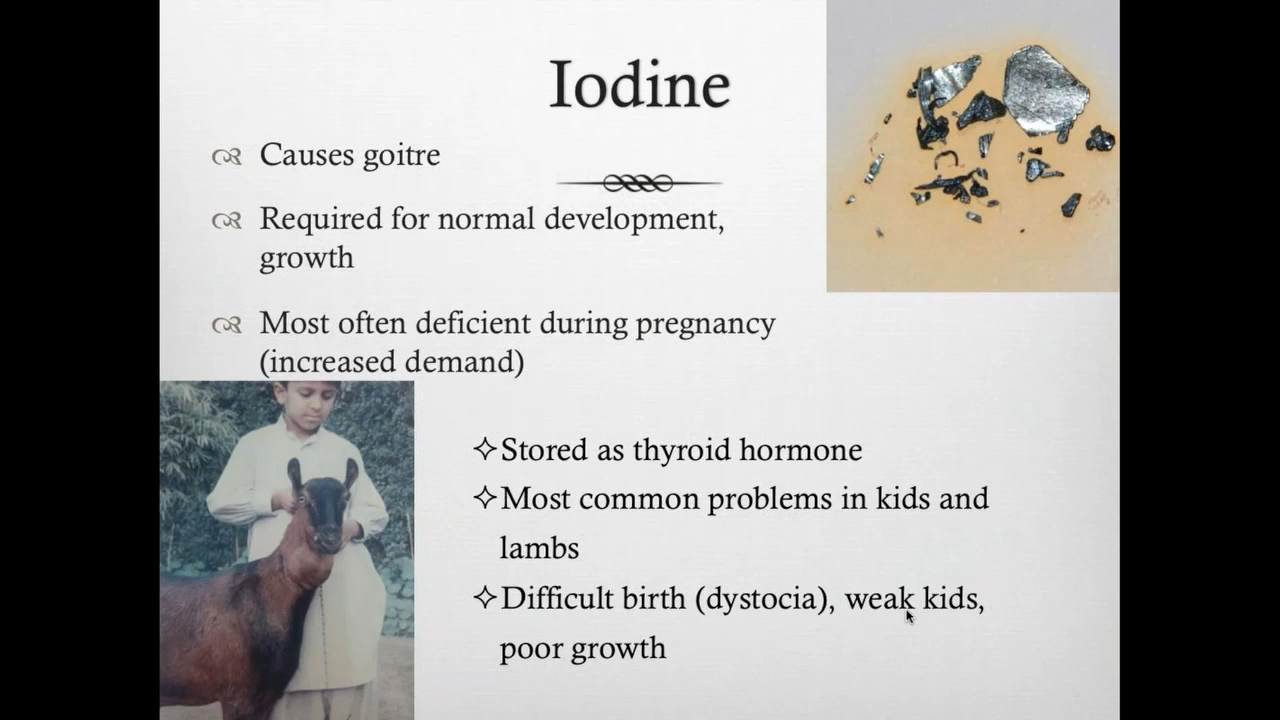 Iodine
Causes goitre
Required for normal development,
growth
Most often deficient during pregnancy
(increased demand)
✧Stored as thyroid hormone
✧Most common problems in kids and
lambs
✧Difficult birth (dystocia), weak kids,
poor growth